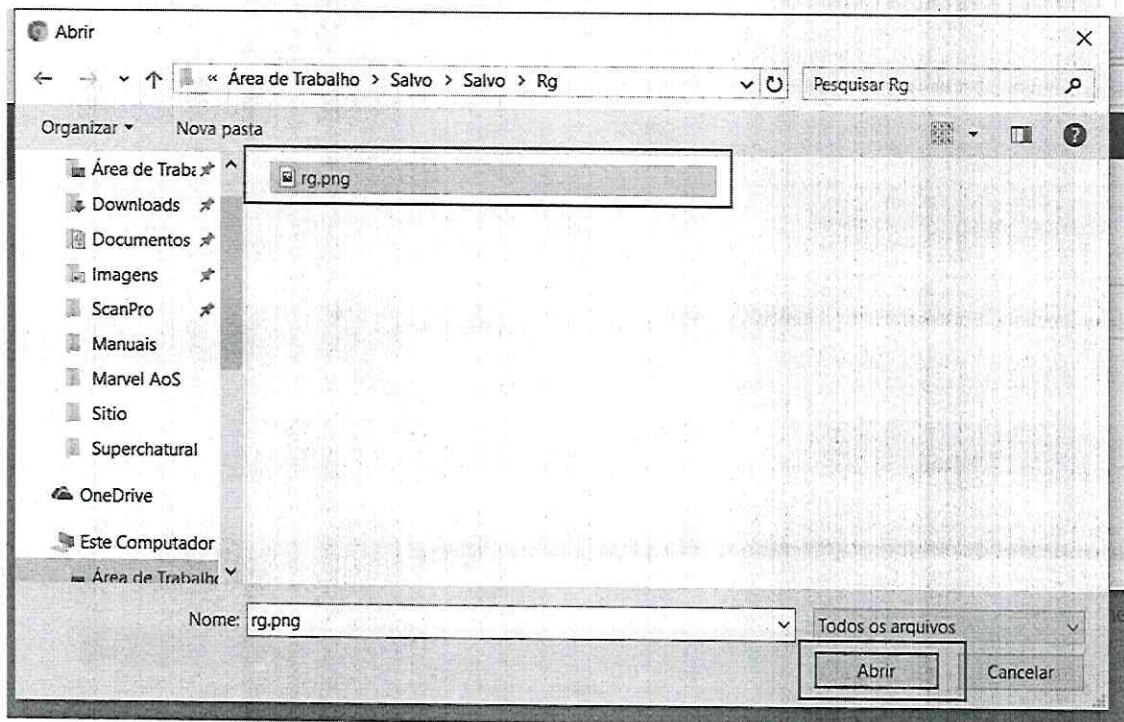 Abrir
« Área de Trabalho > Salvo > Salvo > Rg
Pesquisar Rg
Organizar
Nova pasta
Área de Traba
Downloads
Documentos
Imagens
ScanPro
Manuais
Marvel AoS
Sitio
Superchatural
OneDrive
Este Computador
Área de Trabalho
rg.png
Nome: rg.png
Todos os arquivos
Abrir
Cancelar